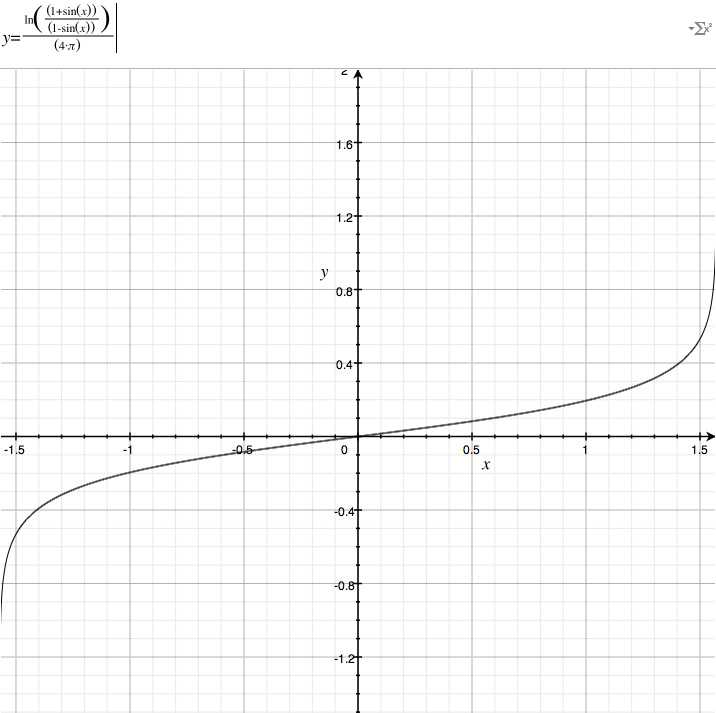 y=ln((1+sin(x))/(1-sin(x)))/(4·π)
Σx²
2
1.6
1.2
y
0.8
0.4
-1.5 -1 -0.5 0 0.5 1 1.5
x
-0.4
-0.8
-1.2